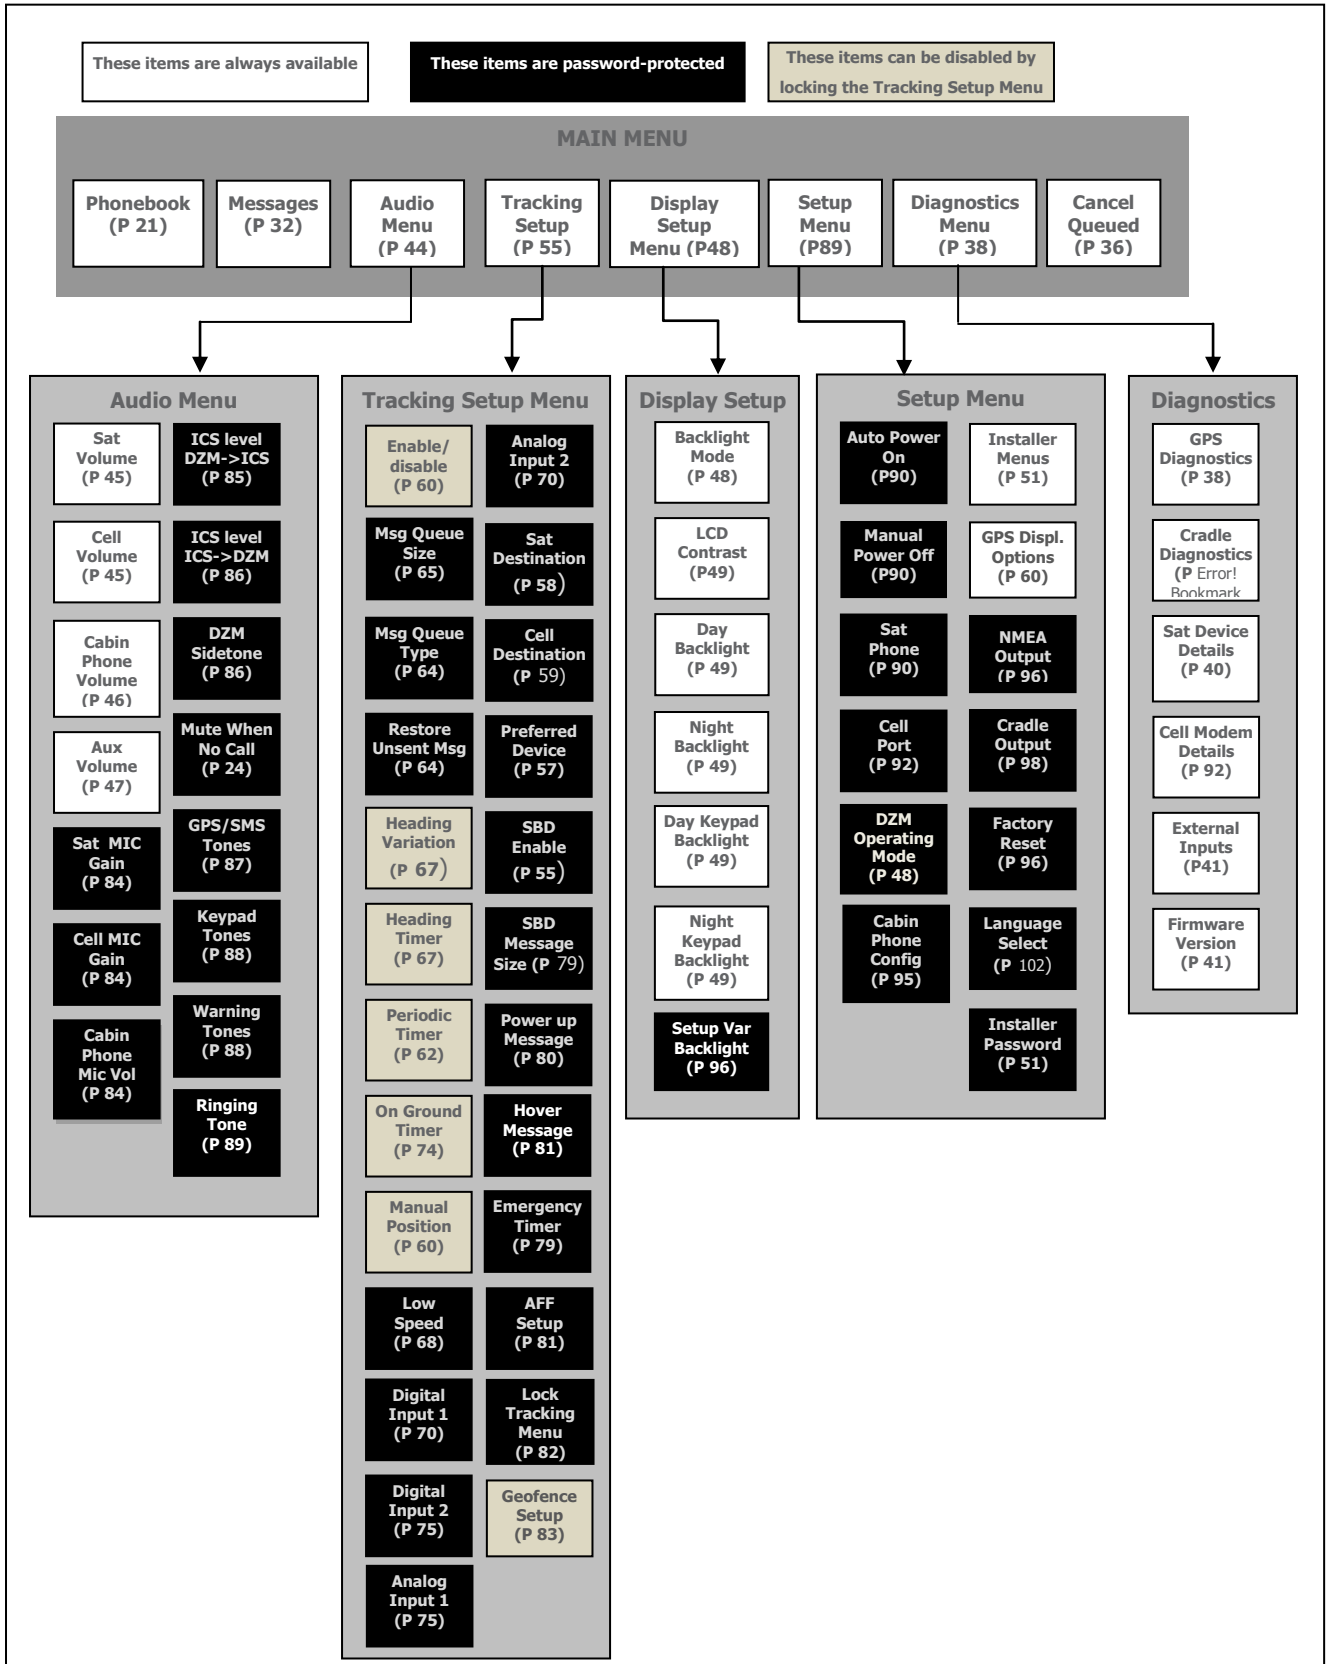 These items are always available
These items are password-protected
These items can be disabled by
locking the Tracking Setup Menu
MAIN MENU
Phonebook
(P 21)
Messages
(P 32)
Audio
Menu
(P 44)
Tracking
Setup
(P 55)
Display
Setup
Menu (P48)
Setup
Menu
(P89)
Diagnostics
Menu
(P 38)
Cancel
Queued
(P 36)
Audio Menu
Sat
Volume
(P 45)
Cell
Volume
(P 45)
Cabin
Phone
Volume
(P 46)
Aux
Volume
(P 47)
Sat MIC
Gain
(P 84)
Cell MIC
Gain
(P 84)
Cabin
Phone
Mic Vol
(P 84)
ICS level
DZM->ICS
(P 85)
ICS level
ICS->DZM
(P 86)
DZM
Sidetone
(P 86)
Mute When
No Call
(P 24)
GPS/SMS
Tones
(P 87)
Keypad
Tones
(P 88)
Warning
Tones
(P 88)
Ringing
Tone
(P 89)
Tracking Setup Menu
Enable/
disable
(P 60)
Msg Queue
Size
(P 65)
Msg Queue
Type
(P 64)
Restore
Unsent Msg
(P 64)
Heading
Variation
(P 67)
Heading
Timer
(P 67)
Periodic
Timer
(P 62)
On Ground
Timer
(P 74)
Manual
Position
(P 60)
Low
Speed
(P 68)
Digital
Input 1
(P 70)
Digital
Input 2
(P 75)
Analog
Input 1
(P 75)
Analog
Input 2
(P 70)
Sat
Destination
(P 58)
Cell
Destination
(P 59)
Preferred
Device
(P 57)
SBD
Enable
(P 55)
SBD
Message
Size (P 79)
Power up
Message
(P 80)
Hover
Message
(P 81)
Emergency
Timer
(P 79)
AFF
Setup
(P 81)
Lock
Tracking
Menu
(P 82)
Geofence
Setup
(P 83)
Display Setup
Backlight
Mode
(P 48)
LCD
Contrast
(P49)
Day
Backlight
(P 49)
Night
Backlight
(P 49)
Day Keypad
Backlight
(P 49)
Night
Keypad
Backlight
(P 49)
Setup Var
Backlight
(P 96)
Setup Menu
Auto Power
On
(P90)
Manual
Power Off
(P90)
Sat
Phone
(P 90)
Cell
Port
(P 92)
DZM
Operating
Mode
(P 48)
Cabin
Phone
Config
(P 95)
Installer
Menus
(P 51)
GPS Displ.
Options
(P 60)
NMEA
Output
(P 96)
Cradle
Output
(P 98)
Factory
Reset
(P 96)
Language
Select
(P 102)
Installer
Password
(P 51)
Diagnostics
GPS
Diagnostics
(P 38)
Cradle
Diagnostics
(P Error!
Bookmark
Sat Device
Details
(P 40)
Cell Modem
Details
(P 92)
External
Inputs
(P41)
Firmware
Version
(P 41)